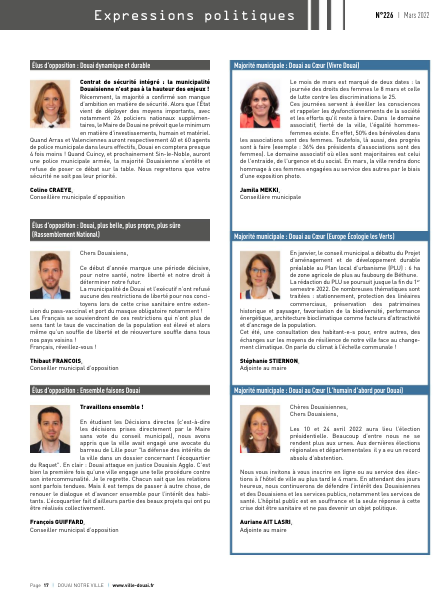 Expressions politiques
N°226 | Mars 2022
Élus d'opposition : Douai dynamique et durable
Contrat de sécurité intégré : la municipalité
Douaisienne n'est pas à la hauteur des enjeux !
Récemment, la majorité a confirmé son manque
d'ambition en matière de sécurité. Alors que l'État
vient de déployer des moyens importants, avec
notamment 26 policiers nationaux supplémen-
taires, le Maire de Douai ne prévoit que le minimum
en matière d'investissements, humain et matériel.
Quand Arras et Valenciennes auront respectivement 40 et 60 agents
de police municipale dans leurs effectifs, Douai en comptera presque
4 fois moins ! Quand Cuincy, et prochainement Sin-le-Noble, auront
une police municipale armée, la majorité Douaisienne s'entête et
refuse de poser ce débat sur la table. Nous regrettons que votre
sécurité ne soit pas leur priorité.
Coline CRAEYE,
Conseillère municipale d'opposition
Élus d'opposition : Douai, plus belle, plus propre, plus sûre
(Rassemblement National)
Chers Douaisiens,
Ce début d'année marque une période décisive,
pour notre santé, notre liberté et notre droit à
déterminer notre futur.
La municipalité de Douai et l'exécutif n'ont refusé
aucune des restrictions de liberté pour nos conci-
toyens lors de cette crise sanitaire entre exten-
sion du pass-vaccinal et port du masque obligatoire notamment !
Les Français se souviendront de ces restrictions qui n'ont plus de
sens tant le taux de vaccination de la population est élevé et alors
même qu'un souffle de liberté et de réouverture souffle dans tous
nos pays voisins !
Français, réveillez-vous !
Thibaut FRANCOIS,
Conseiller municipal d'opposition
Élus d'opposition : Ensemble faisons Douai
Travaillons ensemble !
En étudiant les Décisions directes (c'est-à-dire
les décisions prises directement par le Maire
sans vote du conseil municipal), nous avons
appris que la ville avait engagé une avocate du
barreau de Lille pour "la défense des intérêts de
la ville dans un dossier concernant l'écoquartier
du Raquet". En clair : Douai attaque en justice Douaisis Agglo. C'est
bien la première fois qu'une ville engage une telle procédure contre
son intercommunalité. Je le regrette. Chacun sait que les relations
sont parfois tendues. Mais il est temps de passer à autre chose, de
renouer le dialogue et d'avancer ensemble pour l'intérêt des habi-
tants. L'écoquartier fait d'ailleurs partie des beaux projets qui ont pu
être réalisés collectivement.
François GUIFFARD,
Conseiller municipal d'opposition
Majorité municipale : Douai au Cœur (Vivre Douai)
Le mois de mars est marqué de deux dates : la
journée des droits des femmes le 8 mars et celle
de lutte contre les discriminations le 25.
Ces journées servent à éveiller les consciences
et rappeler les dysfonctionnements de la société
et les efforts qu'il reste à faire. Dans le domaine
associatif, fierté de la ville, l'égalité hommes-
femmes existe. En effet, 50% des bénévoles dans
les associations sont des femmes. Toutefois, là aussi, des progrès
sont à faire (exemple : 36% des présidents d'associations sont des
femmes). Le domaine associatif où elles sont majoritaires est celui
de l'entraide, de l'urgence et du social. En mars, la ville rendra donc
hommage à ces femmes engagées au service des autres par le biais
d'une exposition photo.
Jamila MEKKI,
Conseillère municipale
Majorité municipale : Douai au Cœur (Europe Écologie les Verts)
En janvier, le conseil municipal a débattu du Projet
d'aménagement et de développement durable
préalable au Plan local d'urbanisme (PLU) : 6 ha
de zone agricole de plus au faubourg de Béthune.
La rédaction du PLU se poursuit jusque la fin du 1er
semestre 2022. De nombreuses thématiques sont
traitées : stationnement, protection des linéaires
commerciaux, préservation des patrimoines
historique et paysager, favorisation de la biodiversité, performance
énergétique, architecture bioclimatique comme facteurs d'attractivité
et d'ancrage de la population.
Cet été, une consultation des habitant-e-s pour, entre autres, des
échanges sur les moyens de résilience de notre ville face au change-
ment climatique. On parle du climat à l'échelle communale !
Stéphanie STIERNON,
Adjointe au maire
Majorité municipale : Douai au Cœur (L'humain d'abord pour Douai)
Chères Douaisiennes,
Chers Douaisiens,
Les 10 et 24 avril 2022 aura lieu l'élection
présidentielle. Beaucoup d'entre nous ne se
rendent plus aux urnes. Aux dernières élections
régionales et départementales il y a eu un record
absolu d'abstention.
Nous vous invitons à vous inscrire en ligne ou au service des élec-
tions à l'hôtel de ville au plus tard le 4 mars. En attendant des jours
heureux, nous continuerons de défendre l'intérêt des Douaisiennes
et des Douaisiens et les services publics, notamment les services de
santé. L'hôpital public est en souffrance et la seule réponse à cette
crise doit être sanitaire et ne pas devenir un objet politique.
Auriane AIT LASRI,
Adjointe au maire
Page 17 | DOUAI NOTRE VILLE | www.ville-douai.fr